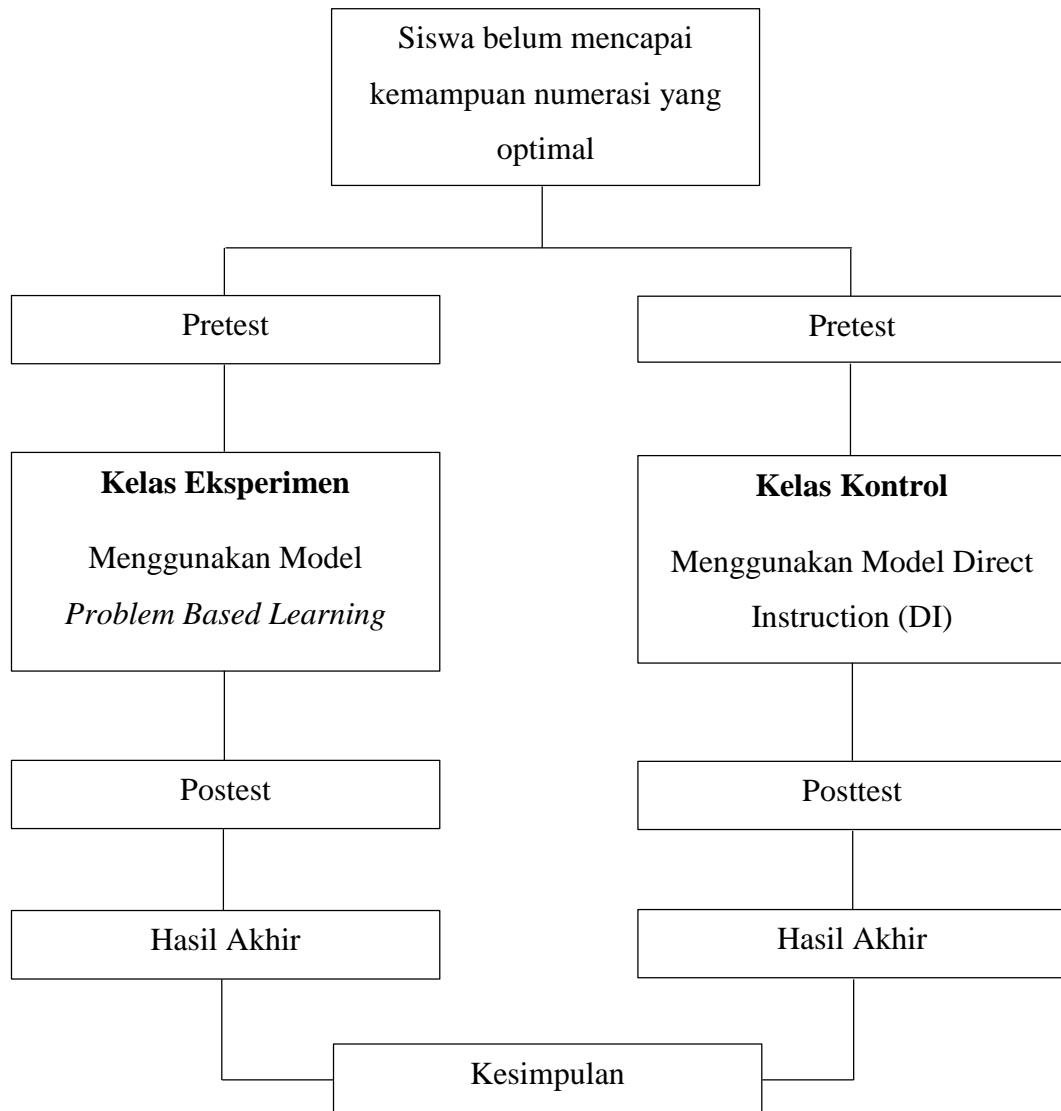 Siswa belum mencapai
kemampuan numerasi yang
optimal
Pretest
Pretest
Kelas Eksperimen
Menggunakan Model
Problem Based Learning
Kelas Kontrol
Menggunakan Model Direct
Instruction (DI)
Postest
Posttest
Hasil Akhir
Hasil Akhir
Kesimpulan